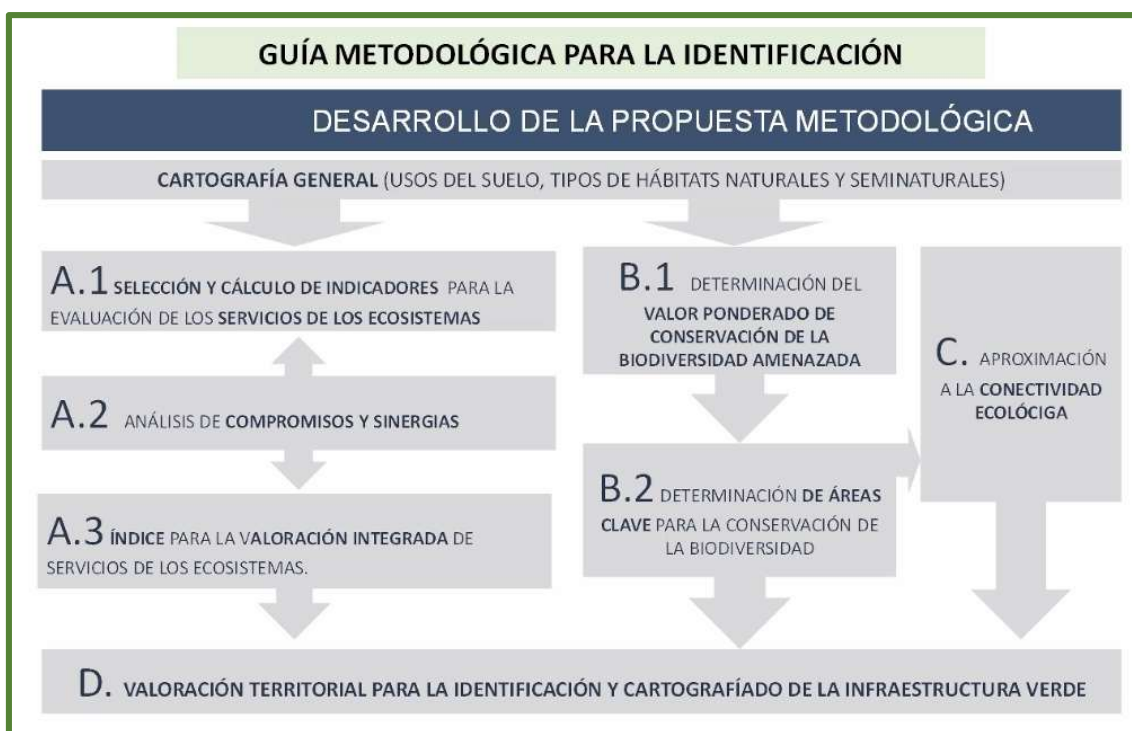 GUÍA METODOLÓGICA PARA LA IDENTIFICACIÓN
DESARROLLO DE LA PROPUESTA METODOLÓGICA
CARTOGRAFÍA GENERAL (USOS DEL SUELO, TIPOS DE HÁBITATS NATURALES Y SEMINATURALES)
A.1 SELECCIÓN Y CÁLCULO DE INDICADORES PARA LA
EVALUACIÓN DE LOS SERVICIOS DE LOS ECOSISTEMAS
A.2 ANÁLISIS DE COMPROMISOS Y SINERGIAS
A.3 ÍNDICE PARA LA VALORACIÓN INTEGRADA DE
SERVICIOS DE LOS ECOSISTEMAS.
B.1 DETERMINACIÓN DEL
VALOR PONDERADO DE
CONSERVACIÓN DE LA
BIODIVERSIDAD AMENAZADA
B.2 DETERMINACIÓN DE ÁREAS
CLAVE PARA LA CONSERVACIÓN DE
LA BIODIVERSIDAD
C. APROXIMACIÓN
A LA CONECTIVIDAD
ECOLÓCIGA
D. VALORACIÓN TERRITORIAL PARA LA IDENTIFICACIÓN Y CARTOGRAFÍADO DE LA INFRAESTRUCTURA VERDE